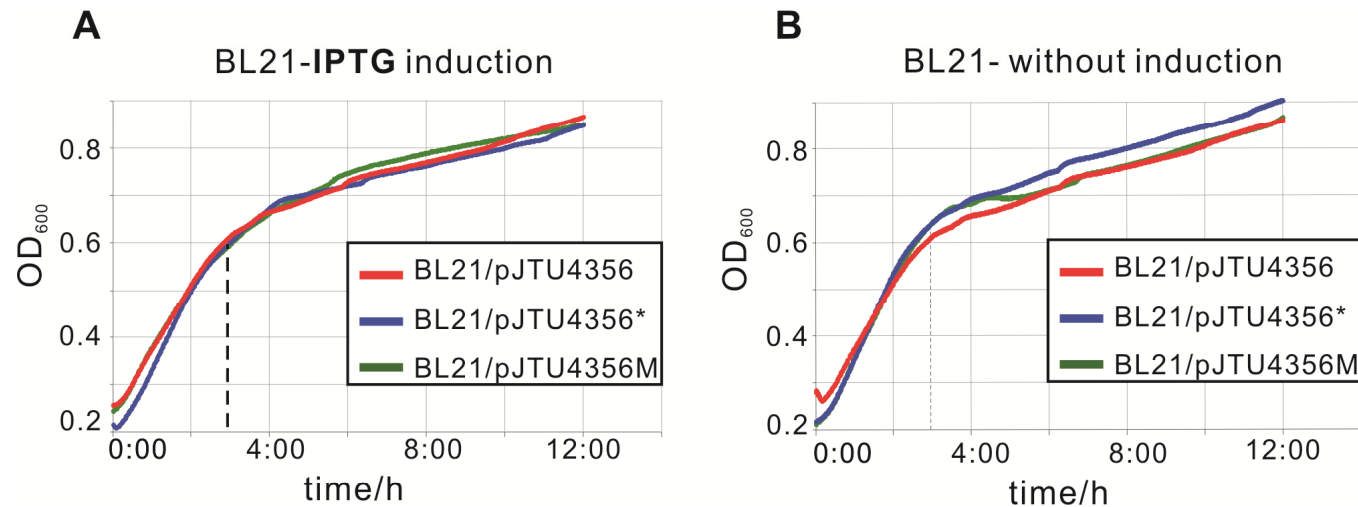 A
BL21-IPTG induction
OD600
0.8
0.6
0.4
0.2
BL21/pJTU4356
BL21/pJTU4356*
BL21/pJTU4356M
0:00 4:00 8:00 12:00
time/h
B
BL21- without induction
OD600
0.8
0.6
0.4
0.2
BL21/pJTU4356
BL21/pJTU4356*
BL21/pJTU4356M
0:00 4:00 8:00 12:00
time/h